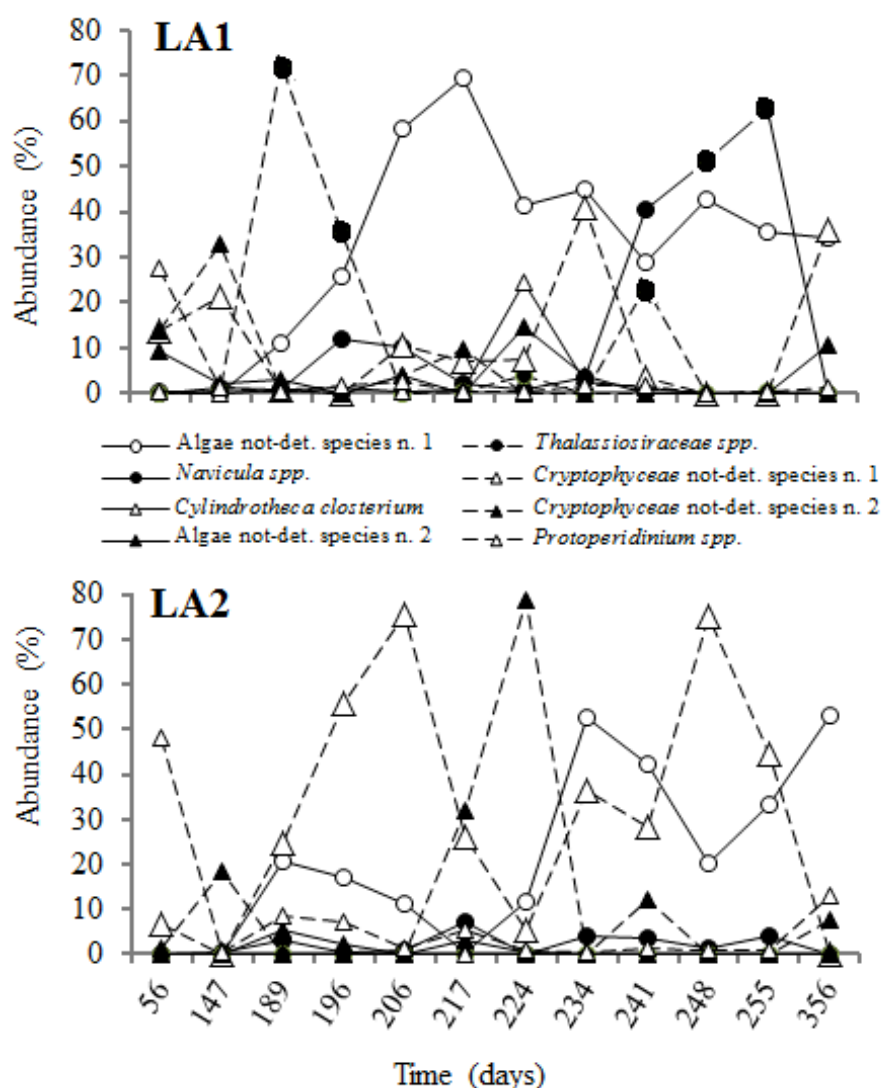 LA1
80
70
60
50
40
30
20
10
0
Abundance (%)
Algae not-det. species n. 1
Thalassiosiraceae spp.
Navicula spp.
Cryptophyceae not-det. species n. 1
Cylindrotheca closterium
Cryptophyceae not-det. species n. 2
Algae not-det. species n. 2
Protoperidinium spp.
LA2
80
70
60
50
40
30
20
10
0
Abundance (%)
56 147 189 196 206 217 224 234 241 248 255 356
Time (days)